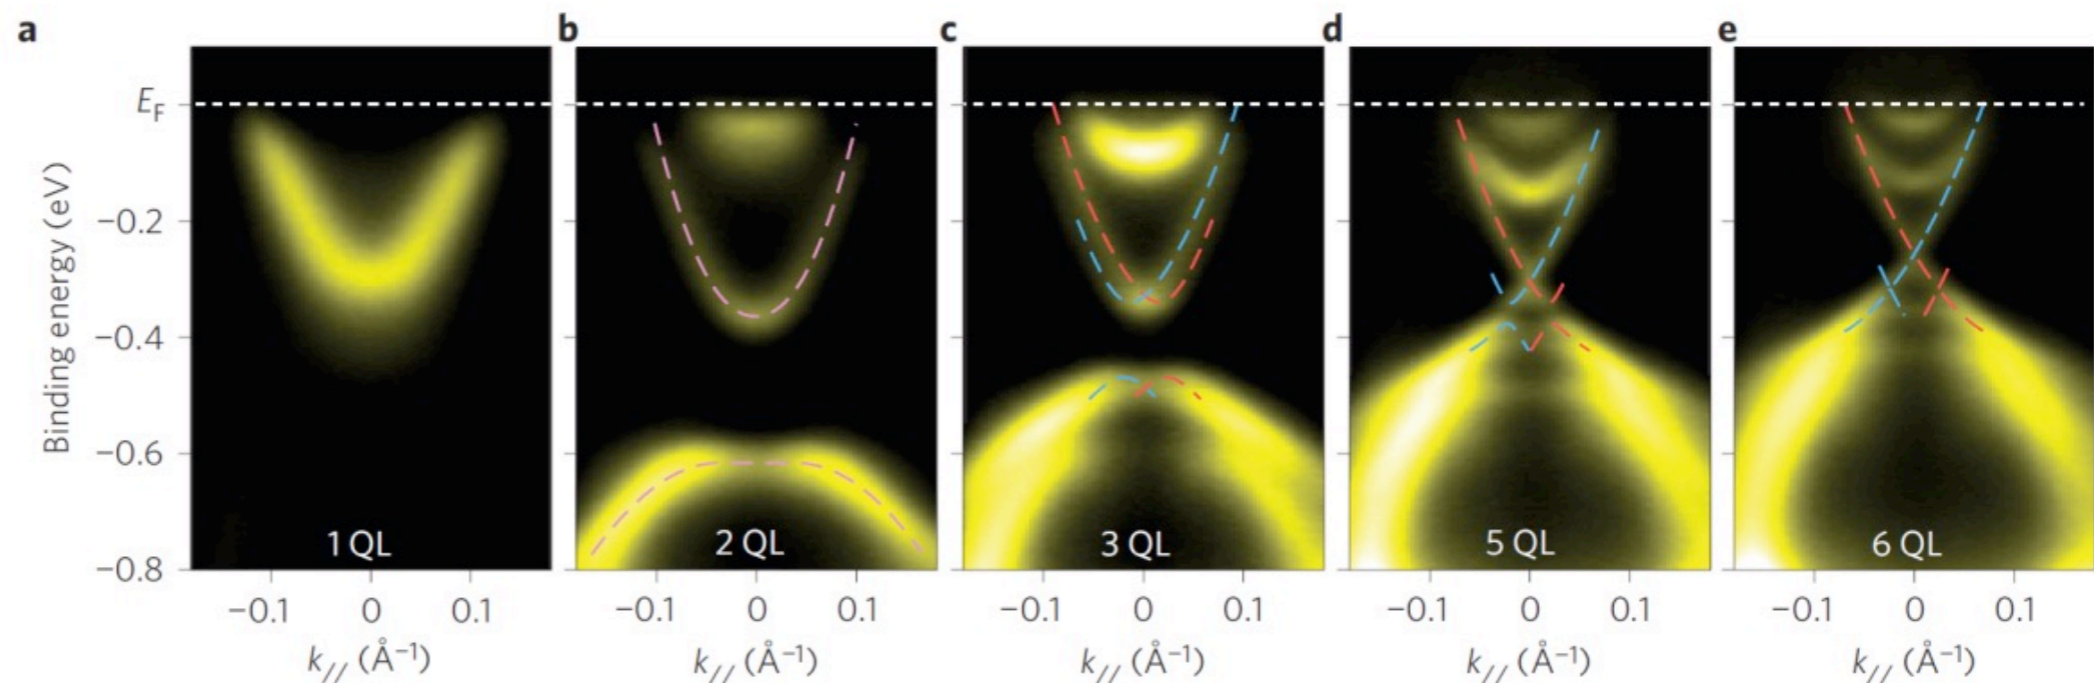 a b c d e
E_F
−0.2
−0.4
−0.6
−0.8
Binding energy (eV)
1 QL 2 QL 3 QL 5 QL 6 QL
−0.1 0 0.1 −0.1 0 0.1 −0.1 0 0.1 −0.1 0 0.1 −0.1 0 0.1
k// (Å⁻¹) k// (Å⁻¹) k// (Å⁻¹) k// (Å⁻¹) k// (Å⁻¹)